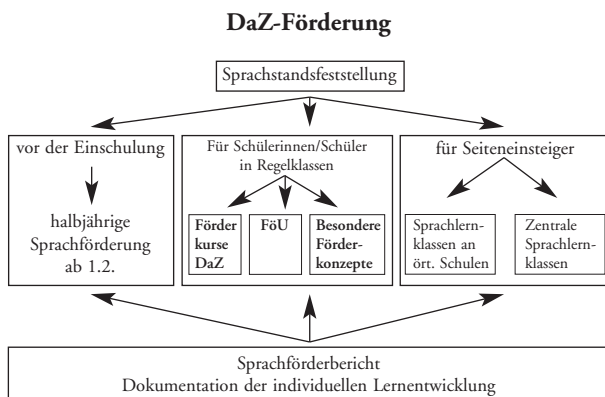 DaZ-Förderung
Sprachstandsfeststellung
vor der Einschulung
halbjährige
Sprachförderung
ab 1.2.
Für Schülerinnen/Schüler
in Regelklassen
Förder
kurse
DaZ
FöU
Besondere
Förder-
konzepte
für Seiteneinsteiger
Sprachlern-
klassen an
ört. Schulen
Zentrale
Sprachlern-
klassen
Sprachförderbericht
Dokumentation der individuellen Lernentwicklung